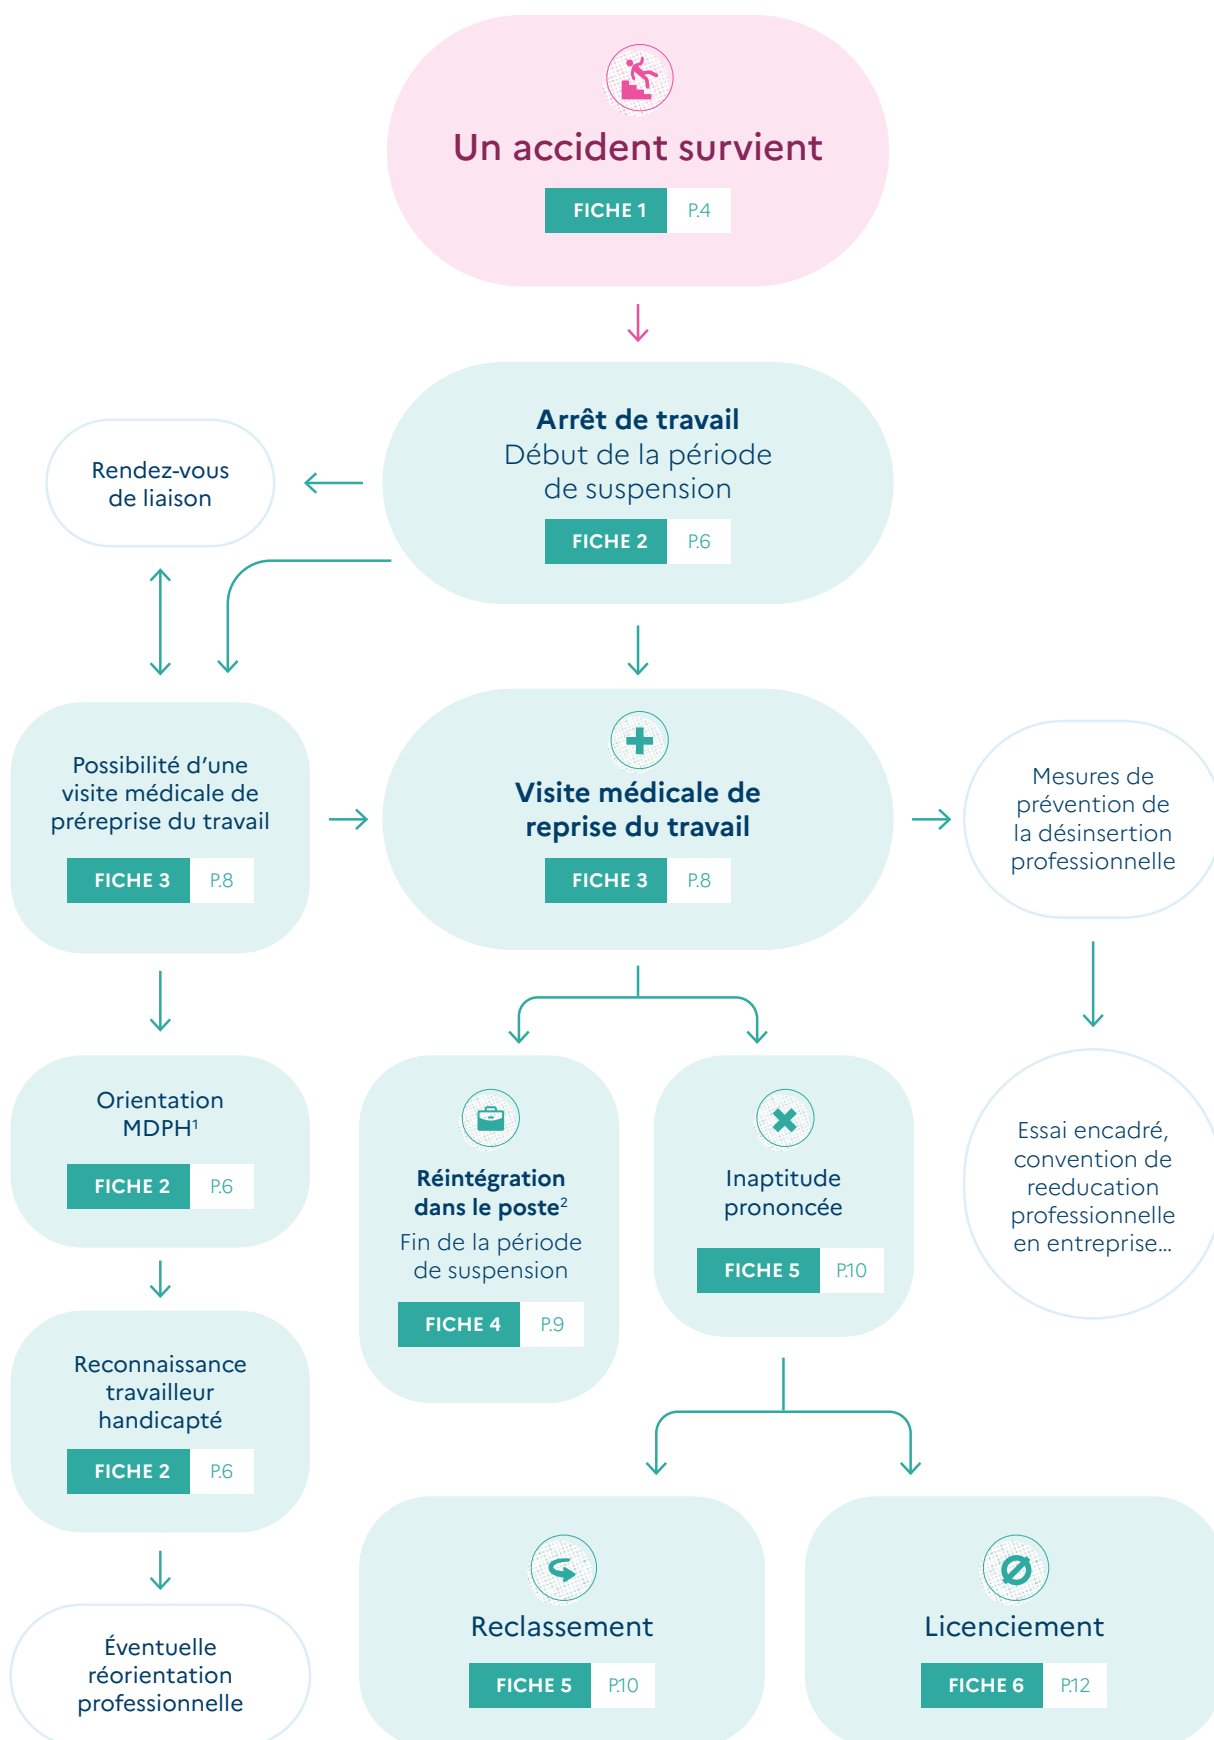 Un accident survient
FICHE 1 P.4
Arrêt de travail
Début de la période
de suspension
FICHE 2 P.6
Rendez-vous
de liaison
Possibilité d'une
visite médicale de
préreprise du travail
FICHE 3 P.8
Visite médicale de
reprise du travail
FICHE 3 P.8
Mesures de
prévention de
la désinsertion
professionnelle
Orientation
MDPH¹
FICHE 2 P.6
Réintégration
dans le poste²
Fin de la période
de suspension
FICHE 4 P.9
Inaptitude
prononcée
FICHE 5 P.10
Essai encadré,
convention de
reeducation
professionnelle
en entreprise…
Reconnaissance
travailleur
handicapté
FICHE 2 P.6
Éventuelle
réorientation
professionnelle
Reclassement
FICHE 5 P.10
Licenciement
FICHE 6 P.12